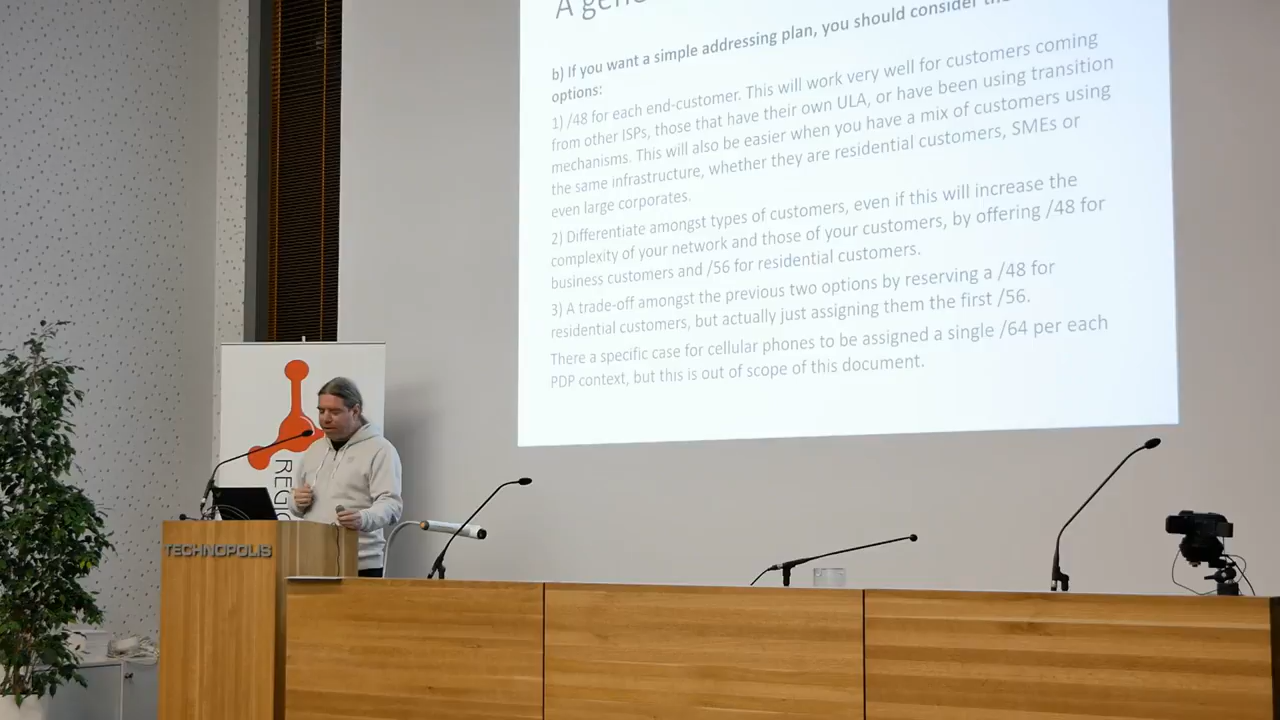 A gene
b) If you want a simple addressing plan, you should consider the
options:
1) /48 for each end-customer. This will work very well for customers coming
from other ISPs, those that have their own ULA, or have been using transition
mechanisms. This will also be easier when you have a mix of customers using
the same infrastructure, whether they are residential customers, SMEs or
even large corporates.
2) Differentiate amongst types of customers, even if this will increase the
complexity of your network and those of your customers, by offering /48 for
business customers and /56 for residential customers.
3) A trade-off amongst the previous two options by reserving a /48 for
residential customers, but actually just assigning them the first /56.
There a specific case for cellular phones to be assigned a single /64 per each
PDP context, but this is out of scope of this document.
REGIO
TECHNOPOLIS